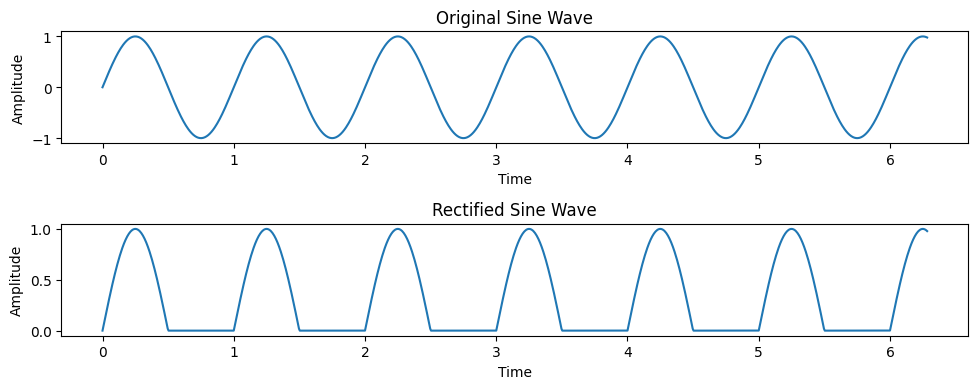 Original Sine Wave
Amplitude
1
0
−1
0 1 2 3 4 5 6
Time
Rectified Sine Wave
Amplitude
1.0
0.5
0.0
0 1 2 3 4 5 6
Time